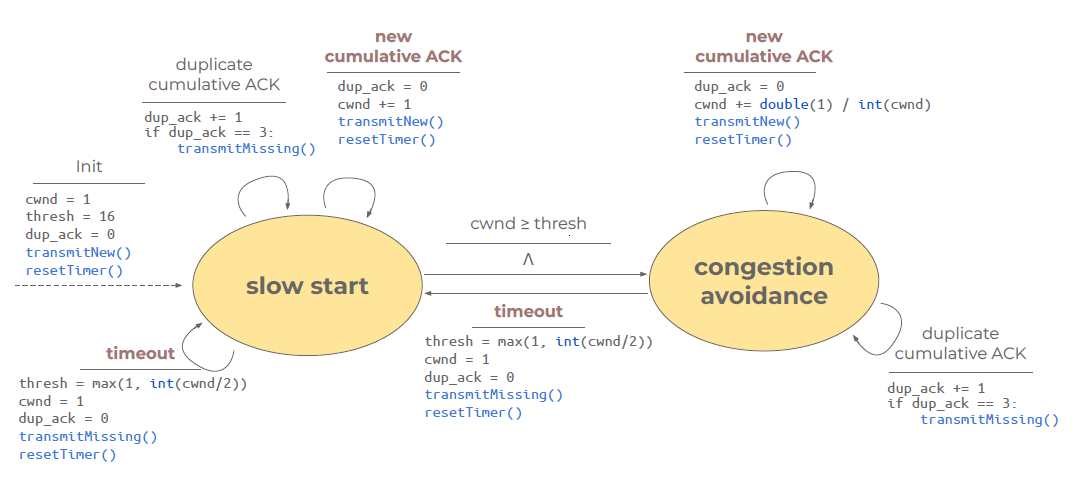 duplicate
cumulative ACK
dup_ack += 1
if dup_ack == 3:
transmitMissing()
new
cumulative ACK
dup_ack = 0
cwnd += 1
transmitNew()
resetTimer()
new
cumulative ACK
dup_ack = 0
cwnd += double(1) / int(cwnd)
transmitNew()
resetTimer()
Init
cwnd = 1
thresh = 16
dup_ack = 0
transmitNew()
resetTimer()
slow start
cwnd ≥ thresh
Λ
congestion
avoidance
timeout
thresh = max(1, int(cwnd/2))
cwnd = 1
dup_ack = 0
transmitMissing()
resetTimer()
timeout
thresh = max(1, int(cwnd/2))
cwnd = 1
dup_ack = 0
transmitMissing()
resetTimer()
duplicate
cumulative ACK
dup_ack += 1
if dup_ack == 3:
transmitMissing()